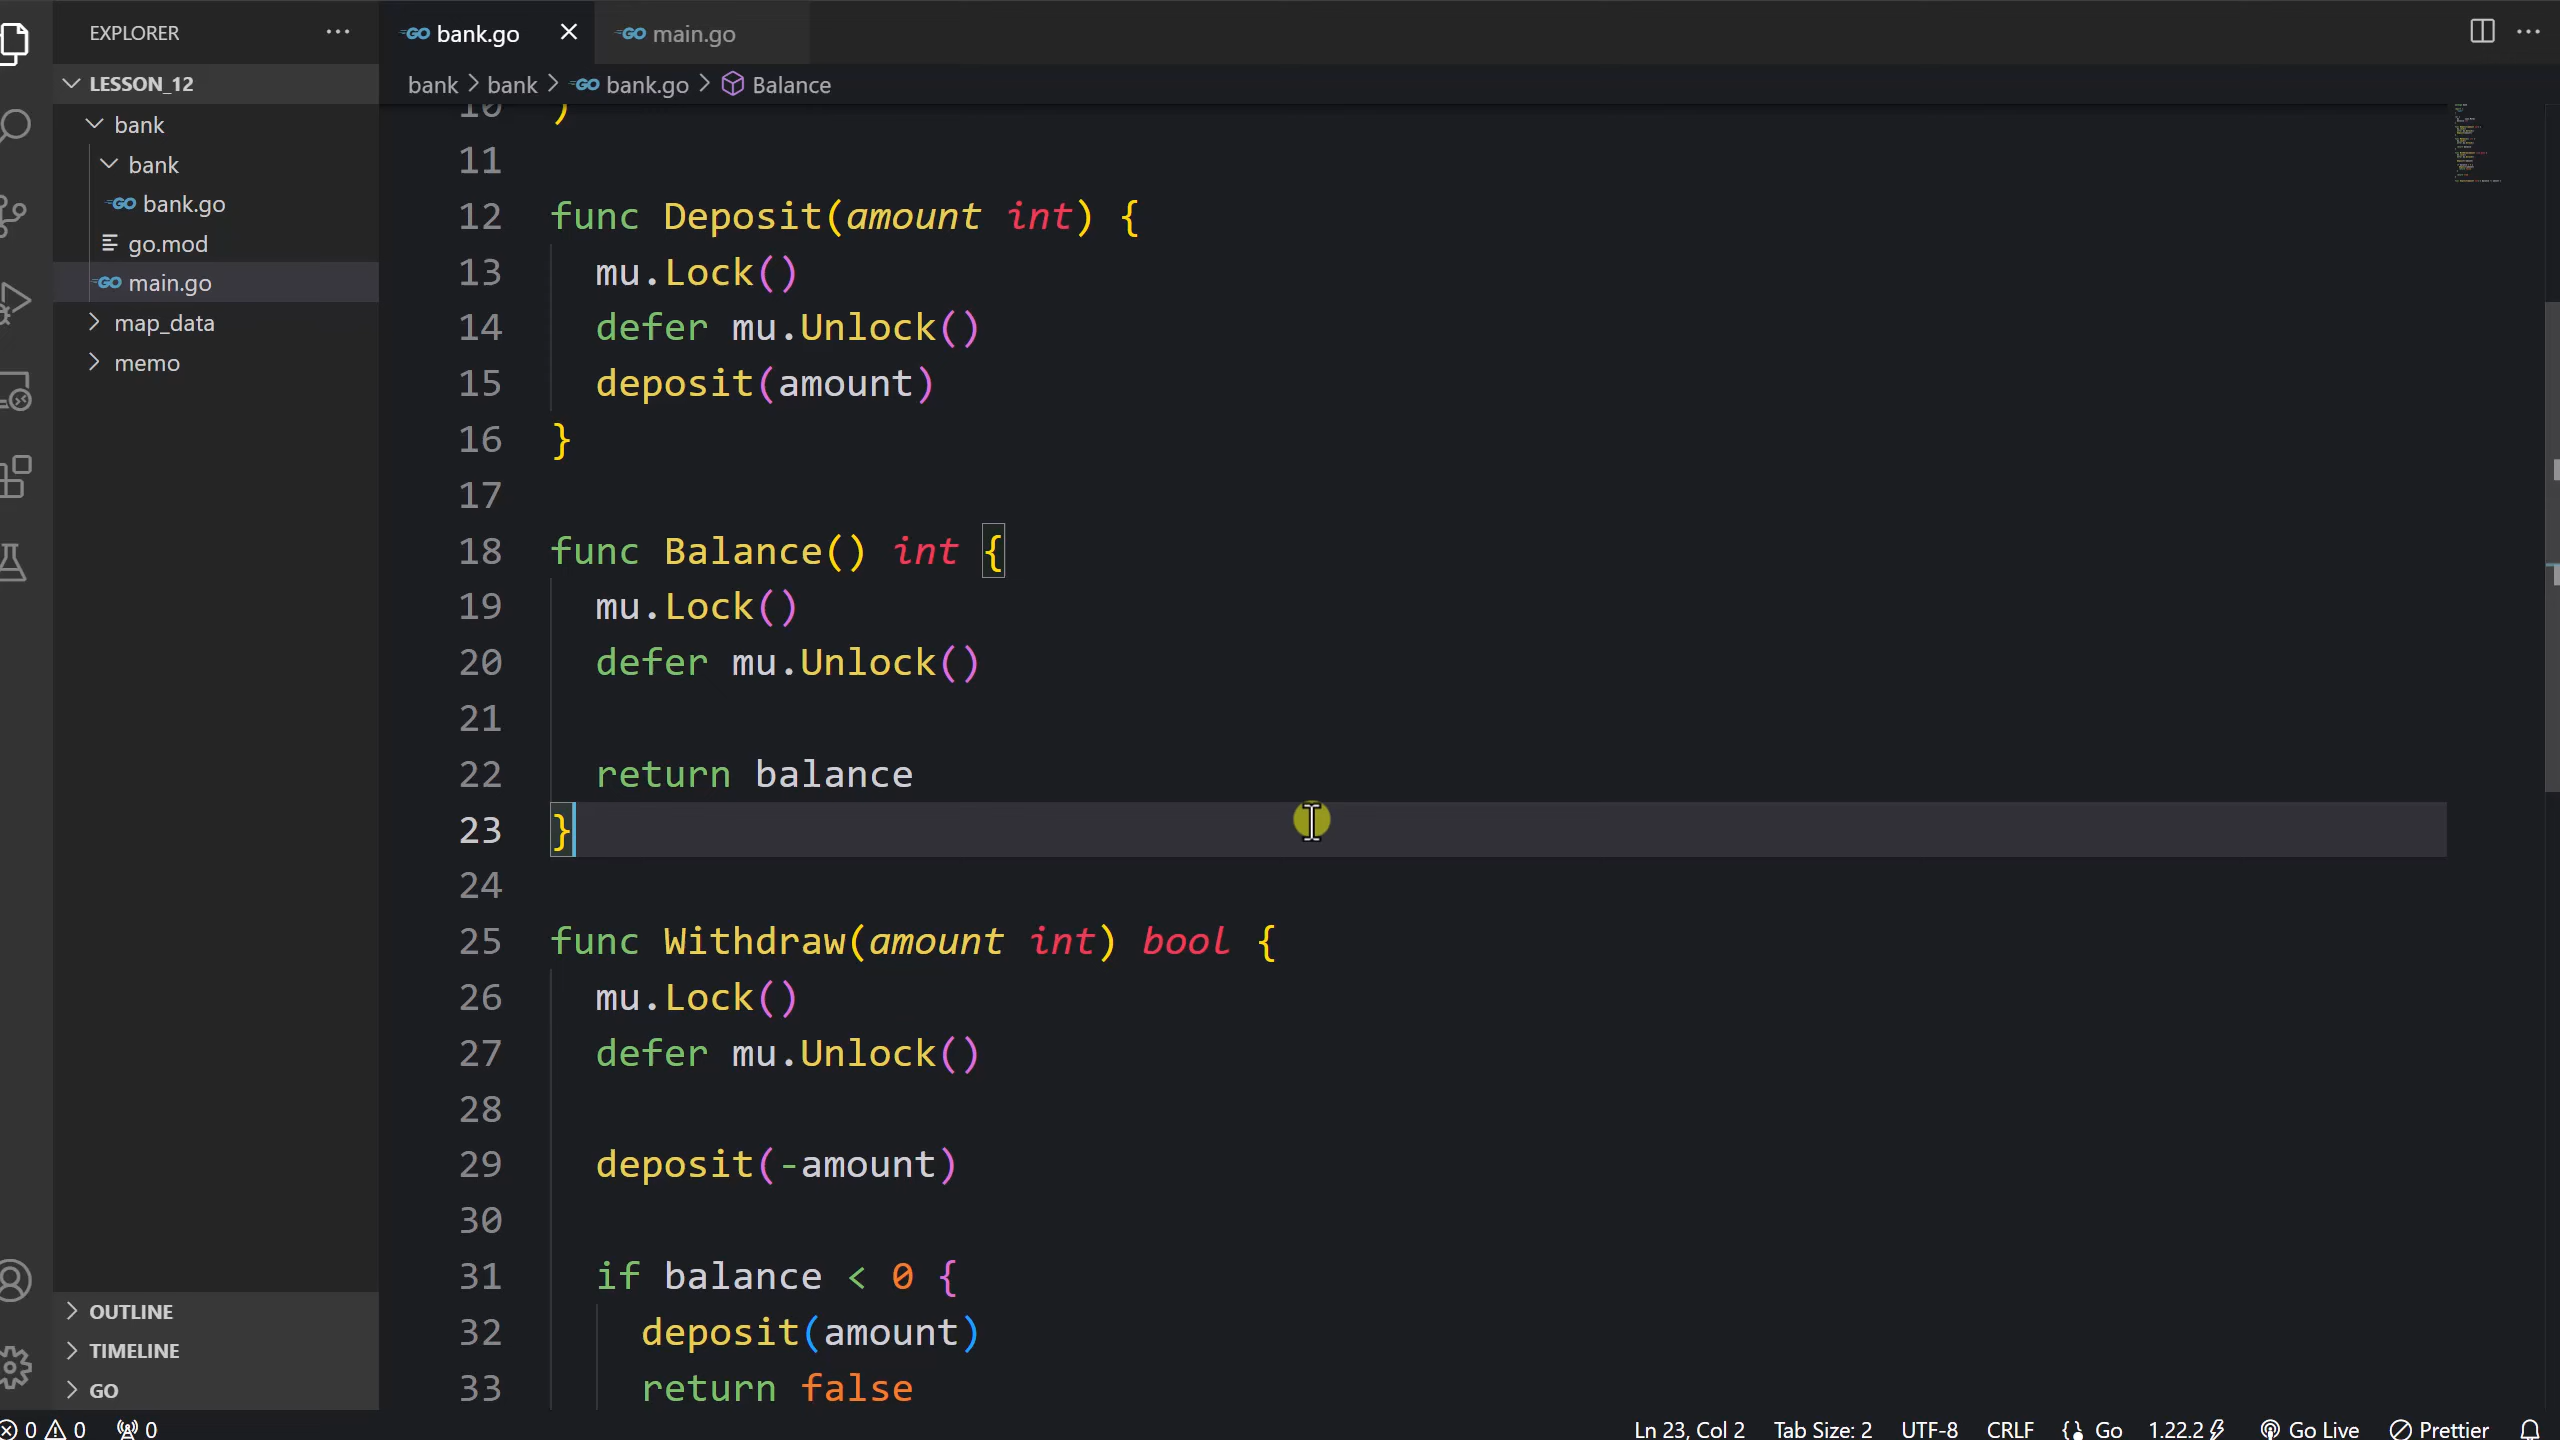 EXPLORER
LESSON_12
bank
bank
bank.go
go.mod
main.go
map_data
memo
OUTLINE
TIMELINE
GO
bank.go
main.go
bank > bank > bank.go > Balance
10 )
11
12 func Deposit(amount int) {
13 mu.Lock()
14 defer mu.Unlock()
15 deposit(amount)
16 }
17
18 func Balance() int {
19 mu.Lock()
20 defer mu.Unlock()
21
22 return balance
23 }
24
25 func Withdraw(amount int) bool {
26 mu.Lock()
27 defer mu.Unlock()
28
29 deposit(-amount)
30
31 if balance < 0 {
32 deposit(amount)
33 return false
0 0 0 Ln 23, Col 2 Tab Size: 2 UTF-8 CRLF Go 1.22.2 Go Live Prettier